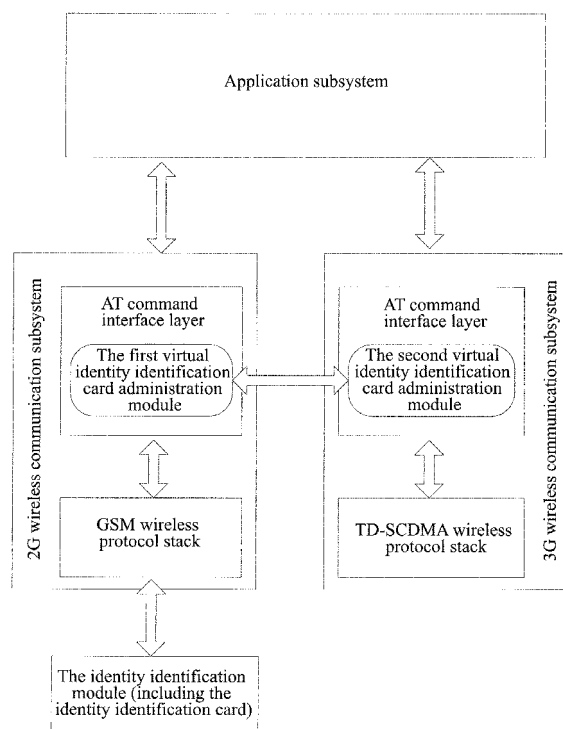 Application subsystem
2G wireless communication subsystem
AT command
interface layer
The first virtual
identity identification
card administration
module
GSM wireless
protocol stack
AT command
interface layer
The second virtual
identity identification
card administration
module
TD-SCDMA wireless
protocol stack
3G wireless communication subsystem
The identity identification
module (including the
identity identification card)